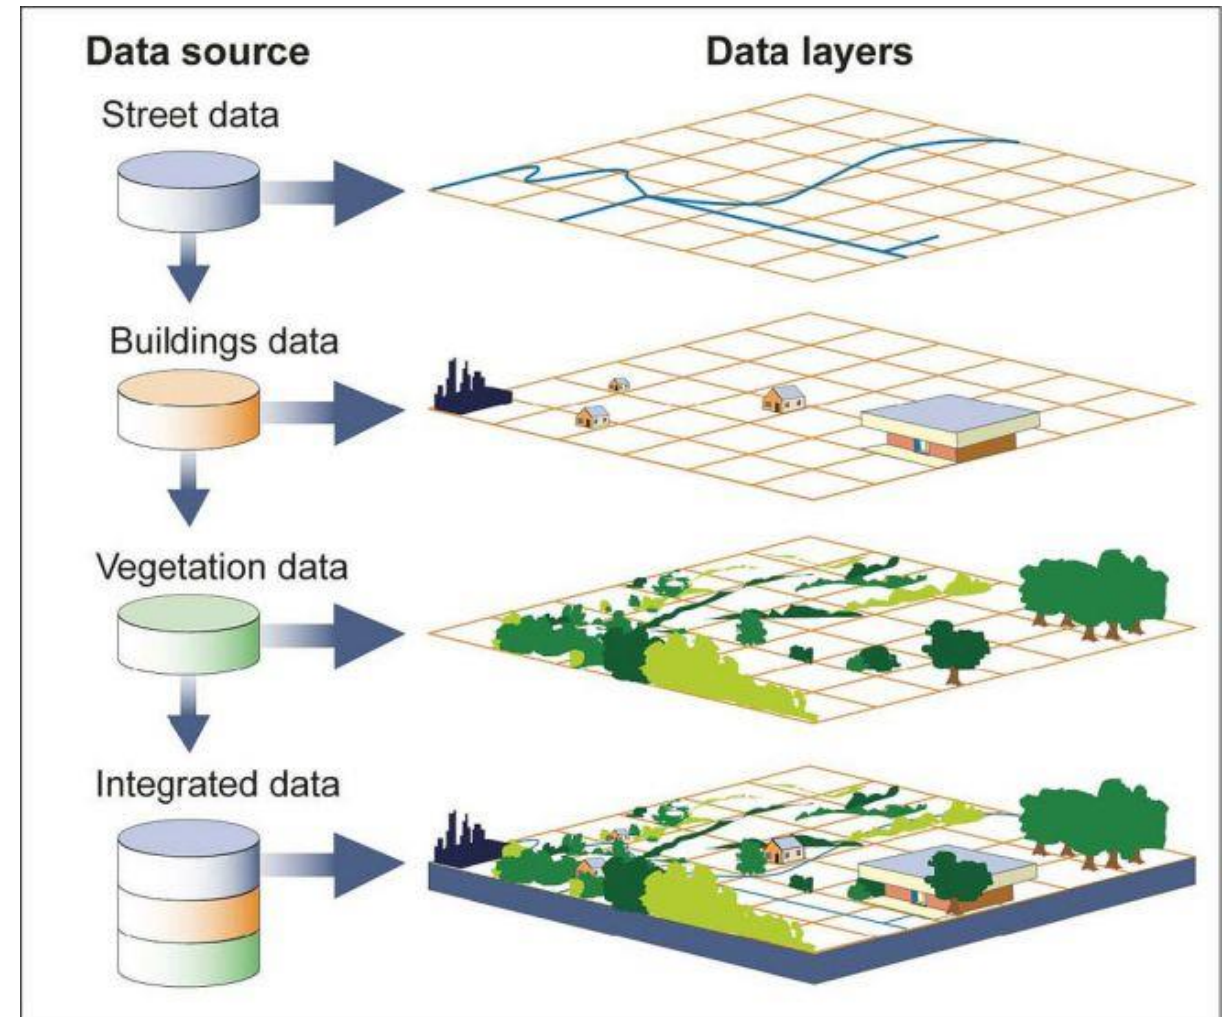 Data source
Data layers
Street data
Buildings data
Vegetation data
Integrated data